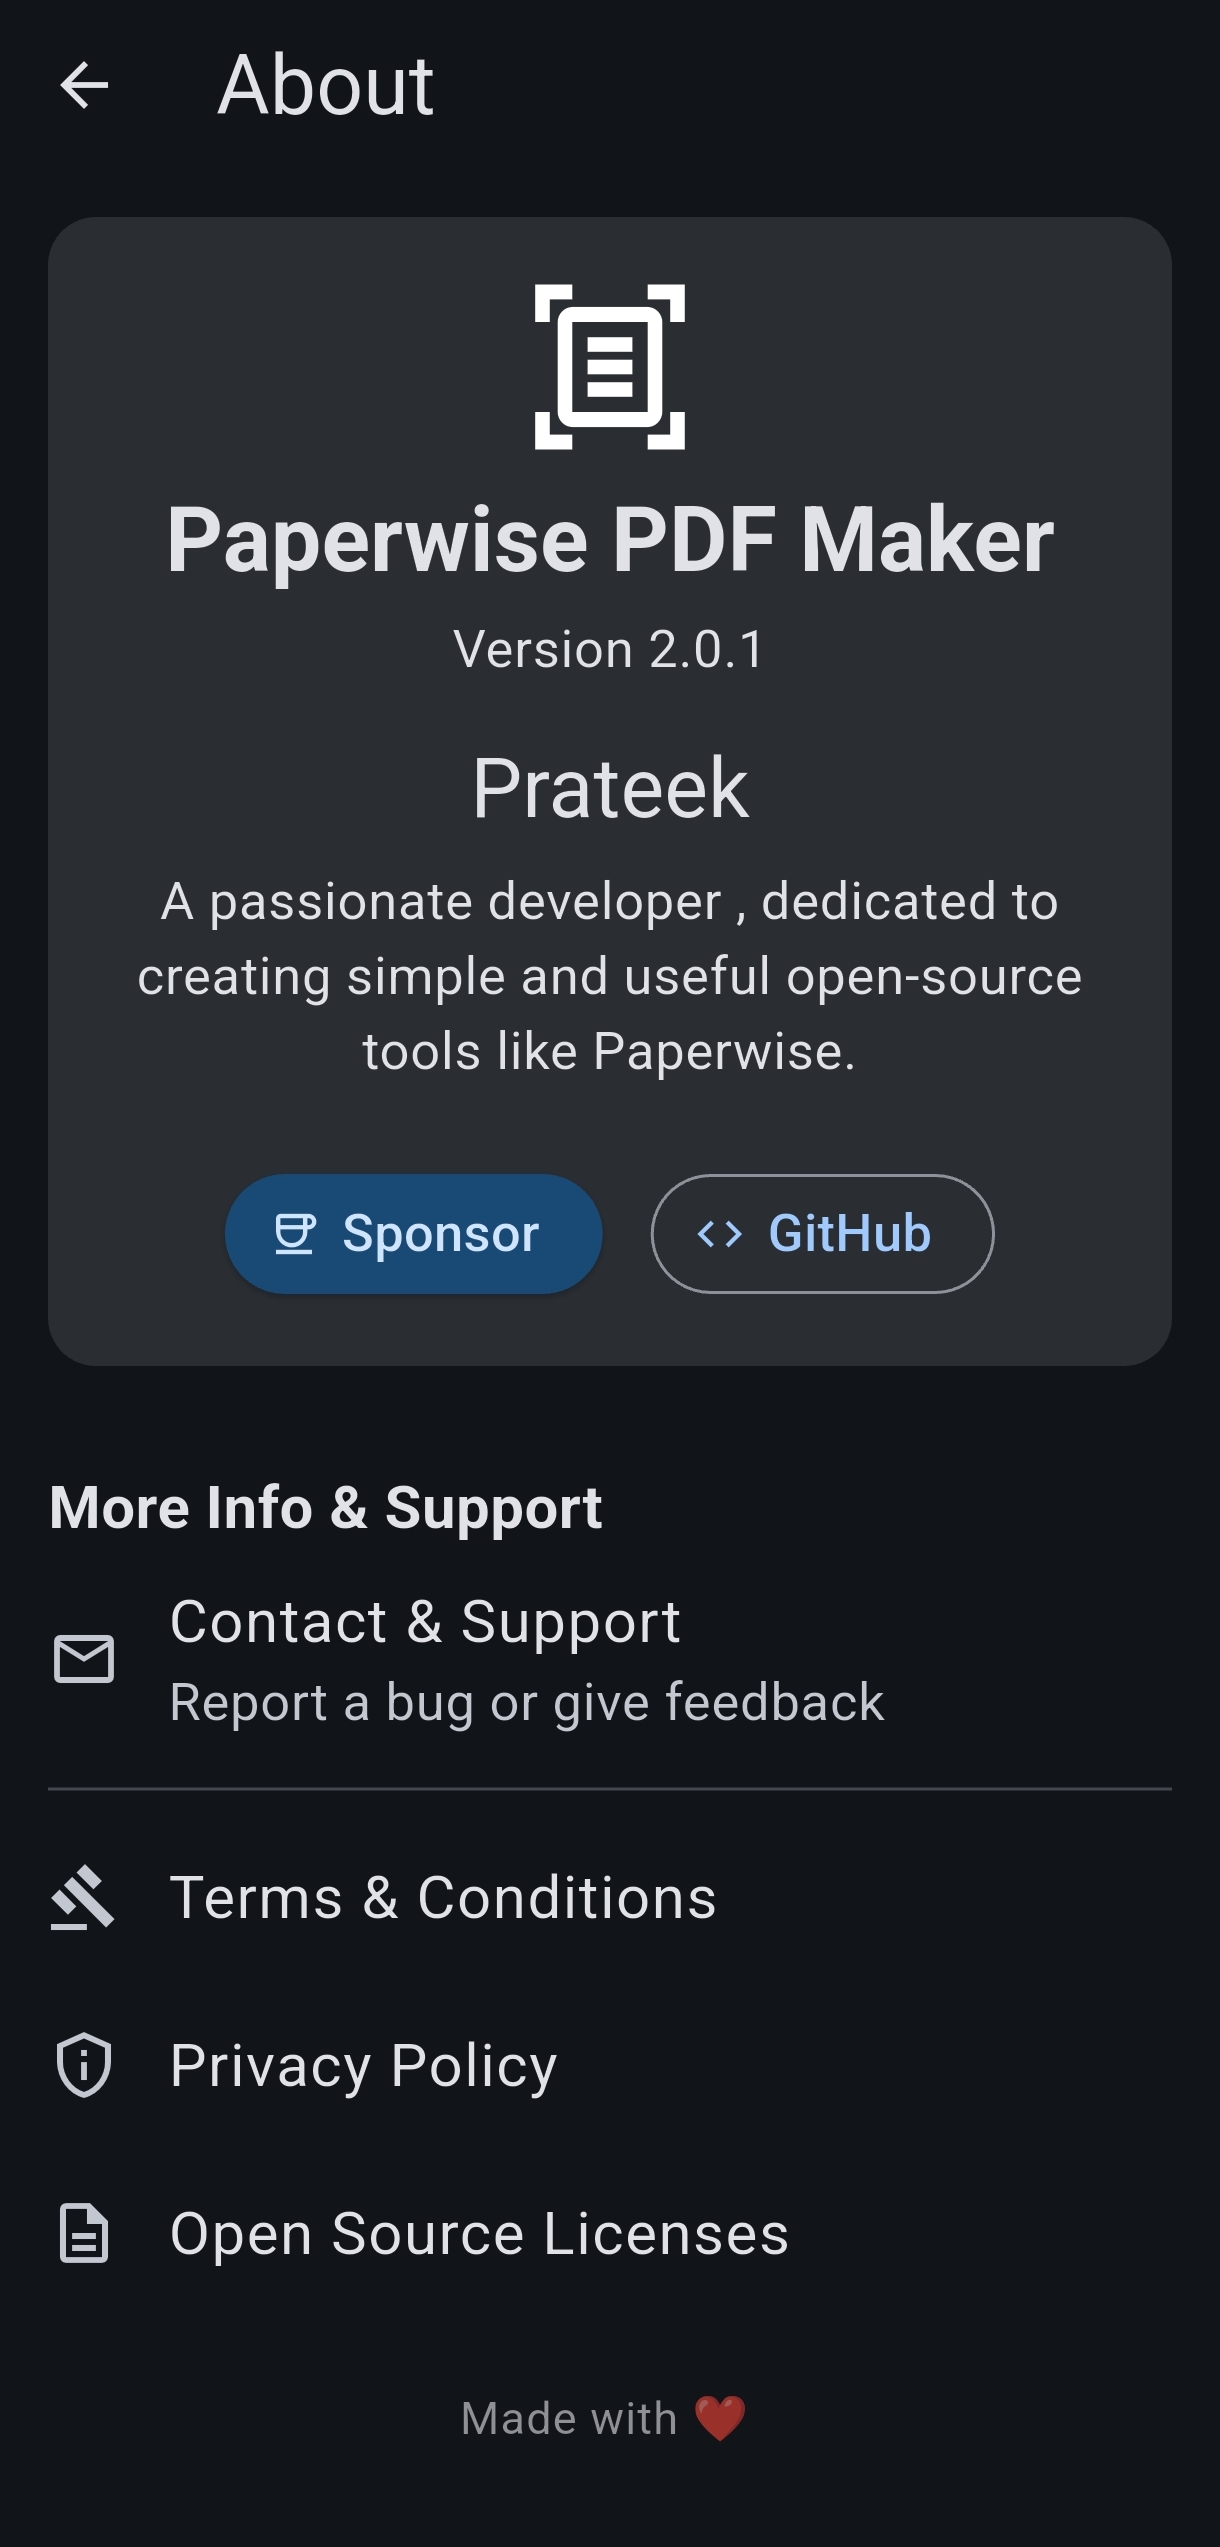 About
Paperwise PDF Maker
Version 2.0.1
Prateek
A passionate developer , dedicated to
creating simple and useful open-source
tools like Paperwise.
Sponsor
GitHub
More Info & Support
Contact & Support
Report a bug or give feedback
Terms & Conditions
Privacy Policy
Open Source Licenses
Made with ❤️